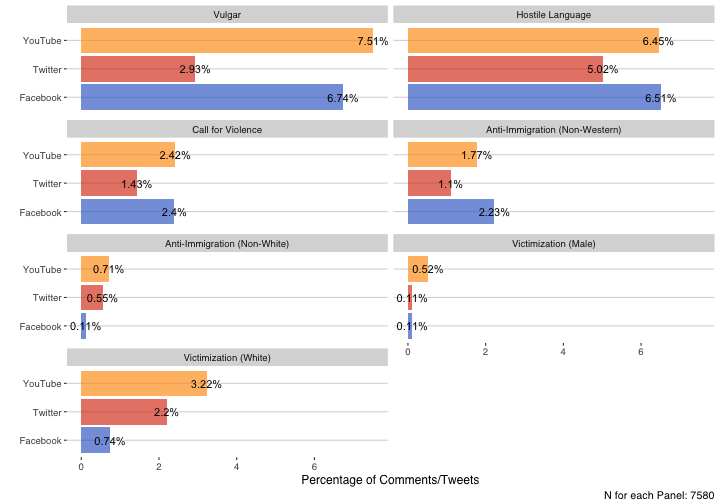 Vulgar
YouTube 7.51%
Twitter 2.93%
Facebook 6.74%
Hostile Language
6.45%
5.02%
6.51%
Call for Violence
YouTube 2.42%
Twitter 1.43%
Facebook 2.4%
Anti-Immigration (Non-Western)
1.77%
1.1%
2.23%
Anti-Immigration (Non-White)
YouTube 0.71%
Twitter 0.55%
Facebook 0.11%
Victimization (Male)
0.52%
0.11%
0.11%
0 2 4 6
Victimization (White)
YouTube 3.22%
Twitter 2.2%
Facebook 0.74%
0 2 4 6
Percentage of Comments/Tweets
N for each Panel: 7580